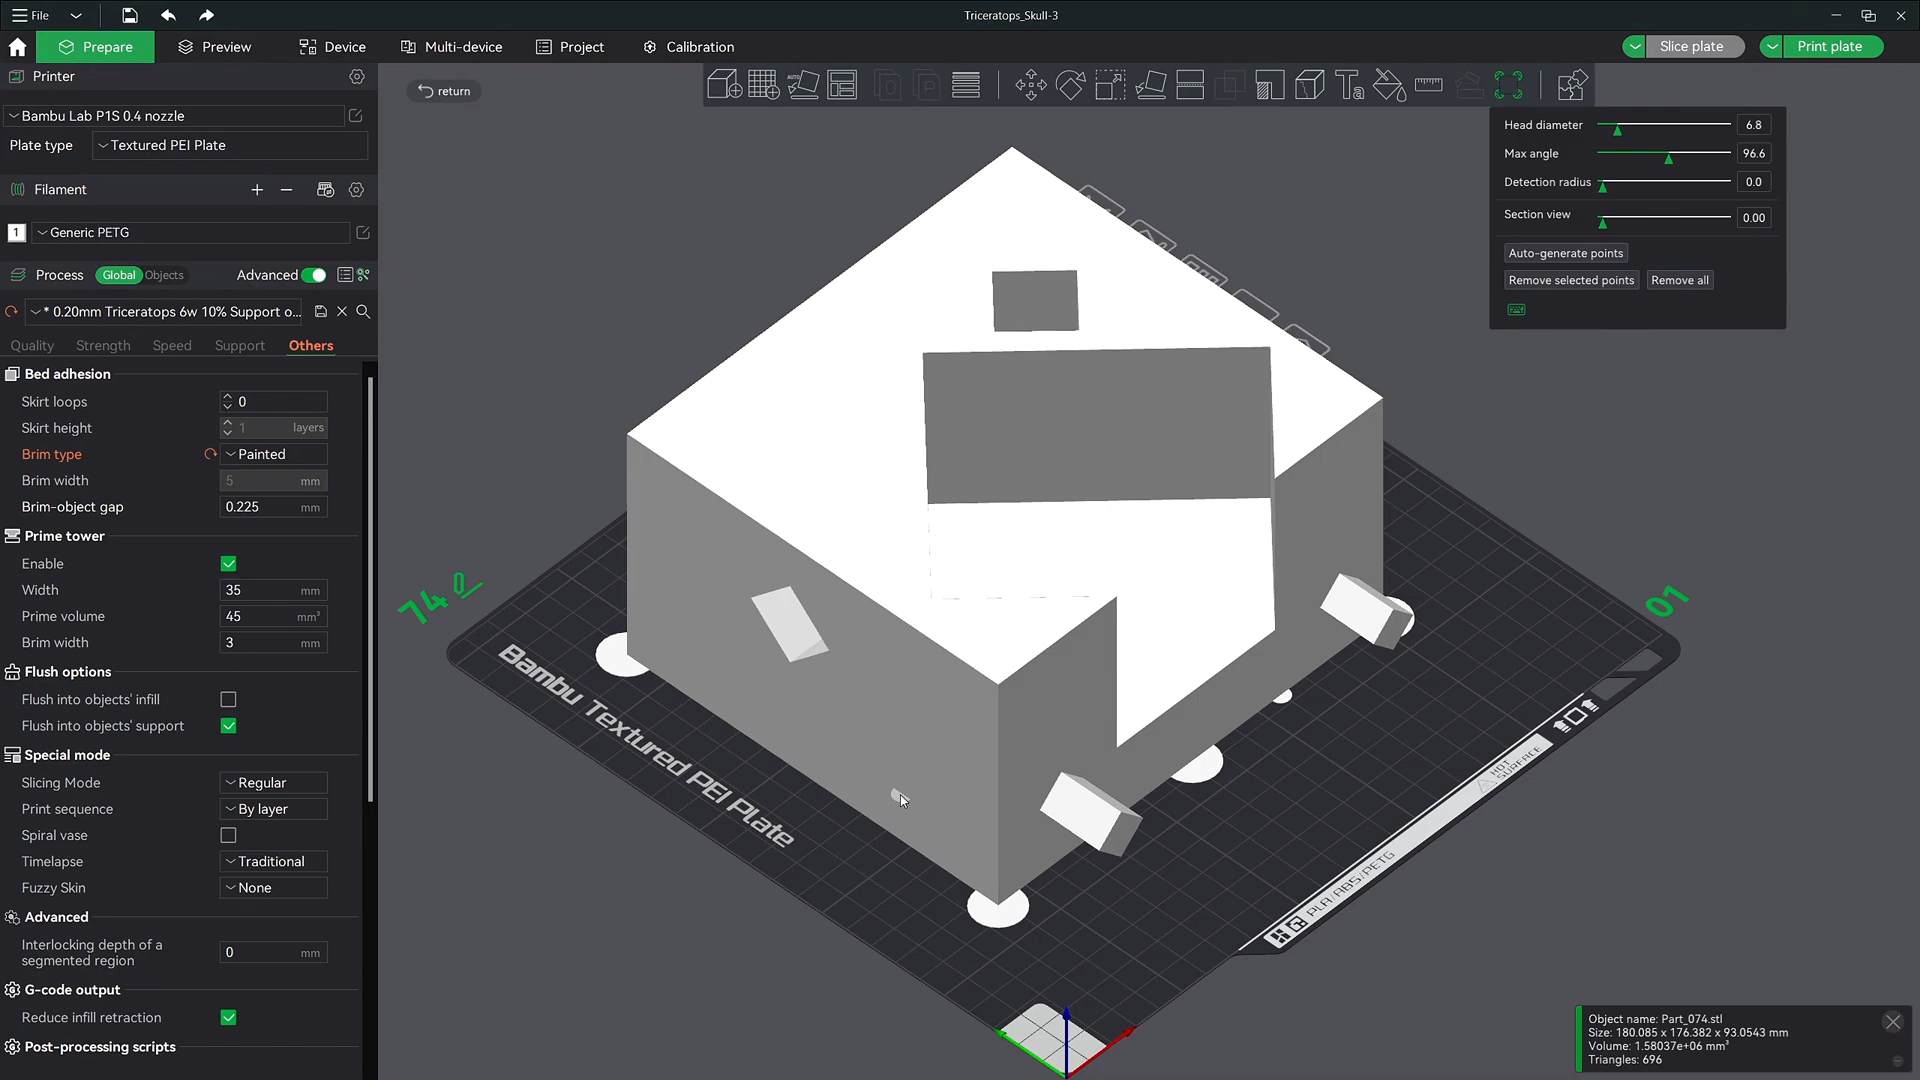 File
Triceratops_Skull-3
Prepare
Preview
Device
Multi-device
Project
Calibration
Slice plate
Print plate
Printer
Bambu Lab P1S 0.4 nozzle
Plate type
Textured PEI Plate
Filament
1
Generic PETG
Process
Global
Objects
Advanced
* 0.20mm Triceratops 6w 10% Support o...
Quality
Strength
Speed
Support
Others
Bed adhesion
Skirt loops
0
Skirt height
1
layers
Brim type
Painted
Brim width
5
mm
Brim-object gap
0.225
mm
Prime tower
Enable
Width
35
mm
Prime volume
45
mm³
Brim width
3
mm
Flush options
Flush into objects' infill
Flush into objects' support
Special mode
Slicing Mode
Regular
Print sequence
By layer
Spiral vase
Timelapse
Traditional
Fuzzy Skin
None
Advanced
Interlocking depth of a
segmented region
0
mm
G-code output
Reduce infill retraction
Post-processing scripts
return
Head diameter
6.8
Max angle
96.6
Detection radius
0.0
Section view
0.00
Auto-generate points
Remove selected points
Remove all
74
01
Bambu Textured PEI Plate
HOT
SURFACE
PLA/ABS/PETG
Object name: Part_074.stl
Size: 180.085 x 176.382 x 93.0543 mm
Volume: 1.58037e+06 mm³
Triangles: 696